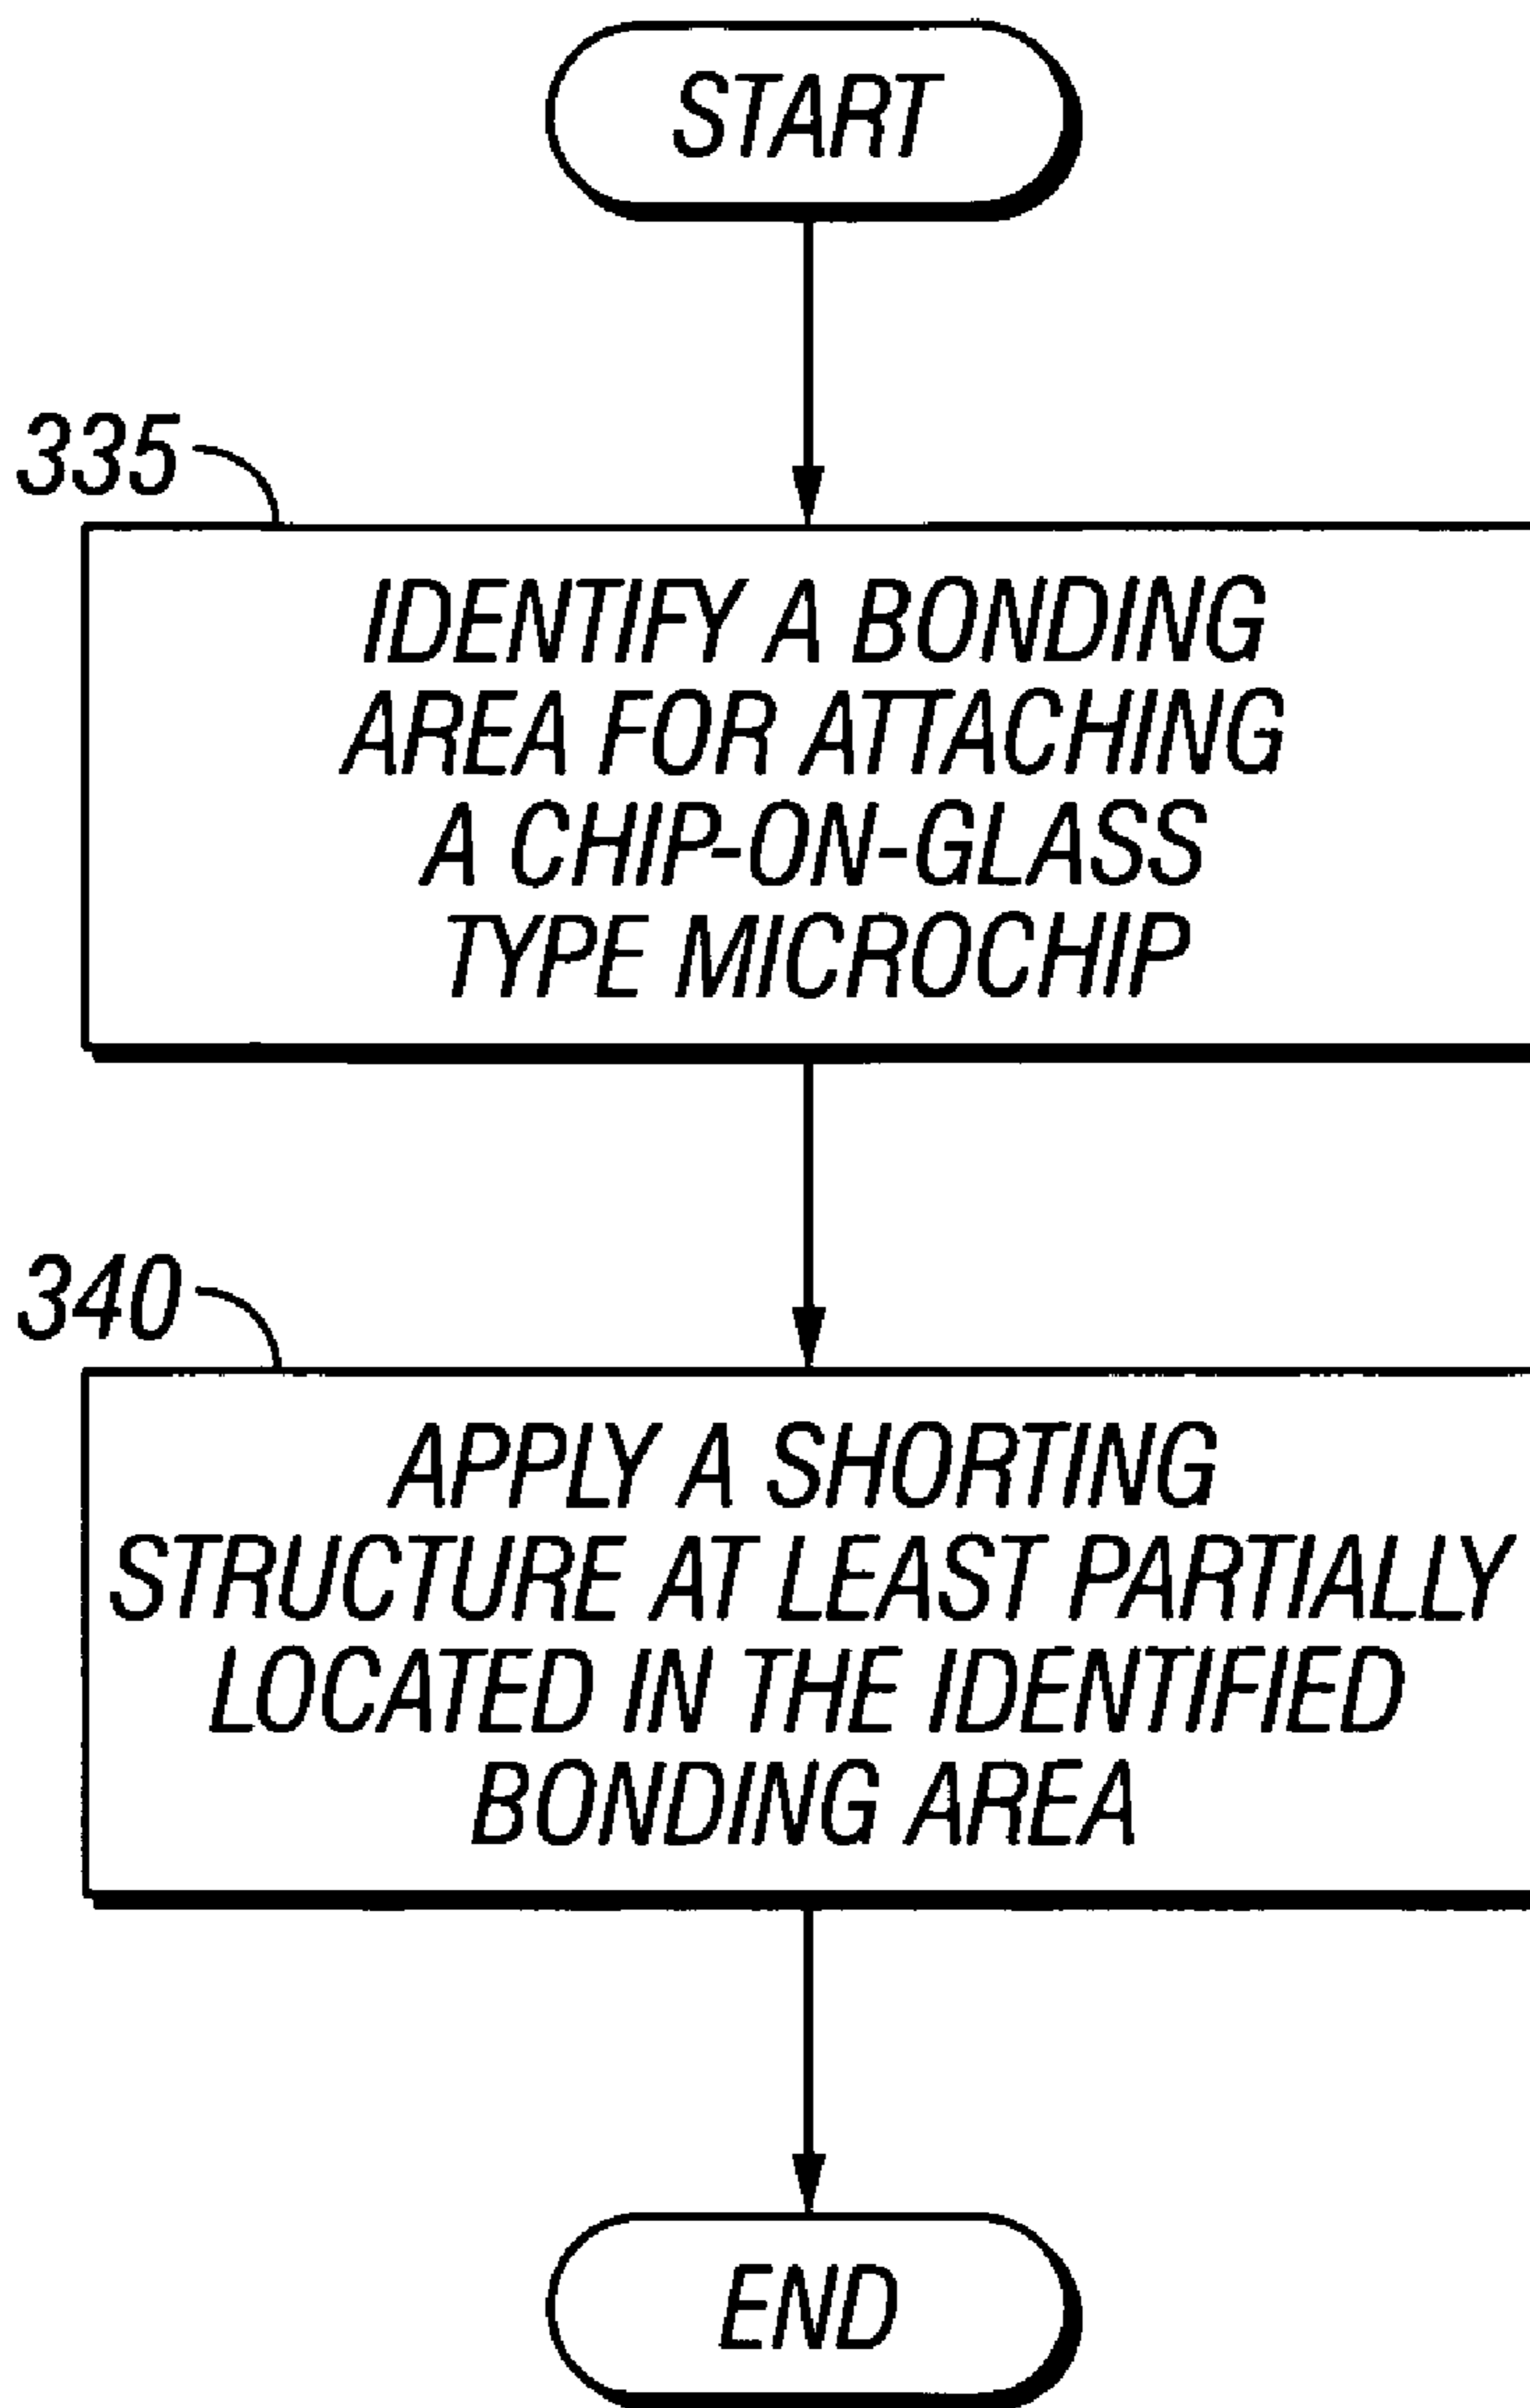 START
335
IDENTIFY A BONDING
AREA FOR ATTACHING
A CHIP-ON-GLASS
TYPE MICROCHIP
340
APPLY A SHORTING
STRUCTURE AT LEAST PARTIALLY
LOCATED IN THE IDENTIFIED
BONDING AREA
END